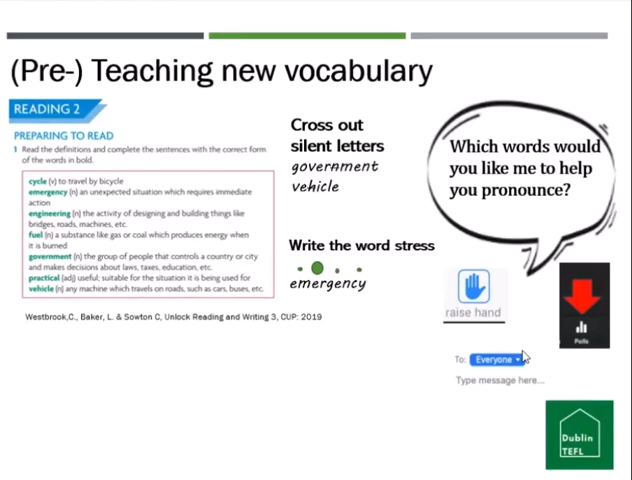 (Pre-) Teaching new vocabulary
READING 2
PREPARING TO READ
1 Read the definitions and complete the sentences with the correct form
of the words in bold.
cycle (v) to travel by bicycle
emergency (n) an unexpected situation which requires immediate
action
engineering (n) the activity of designing and building things like
bridges, roads, machines, etc.
fuel (n) a substance like gas or coal which produces energy when
it is burned
government (n) the group of people that controls a country or city
and makes decisions about laws, taxes, education, etc.
practical (adj) useful; suitable for the situation it is being used for
vehicle (n) any machine which travels on roads, such as cars, buses, etc.
Westbrook,C., Baker, L. & Sowton C, Unlock Reading and Writing 3, CUP: 2019
Cross out
silent letters
government
vehicle
Write the word stress
emergency
Which words would
you like me to help
you pronounce?
raise hand
Polls
To: Everyone
Type message here...
Dublin
TEFL